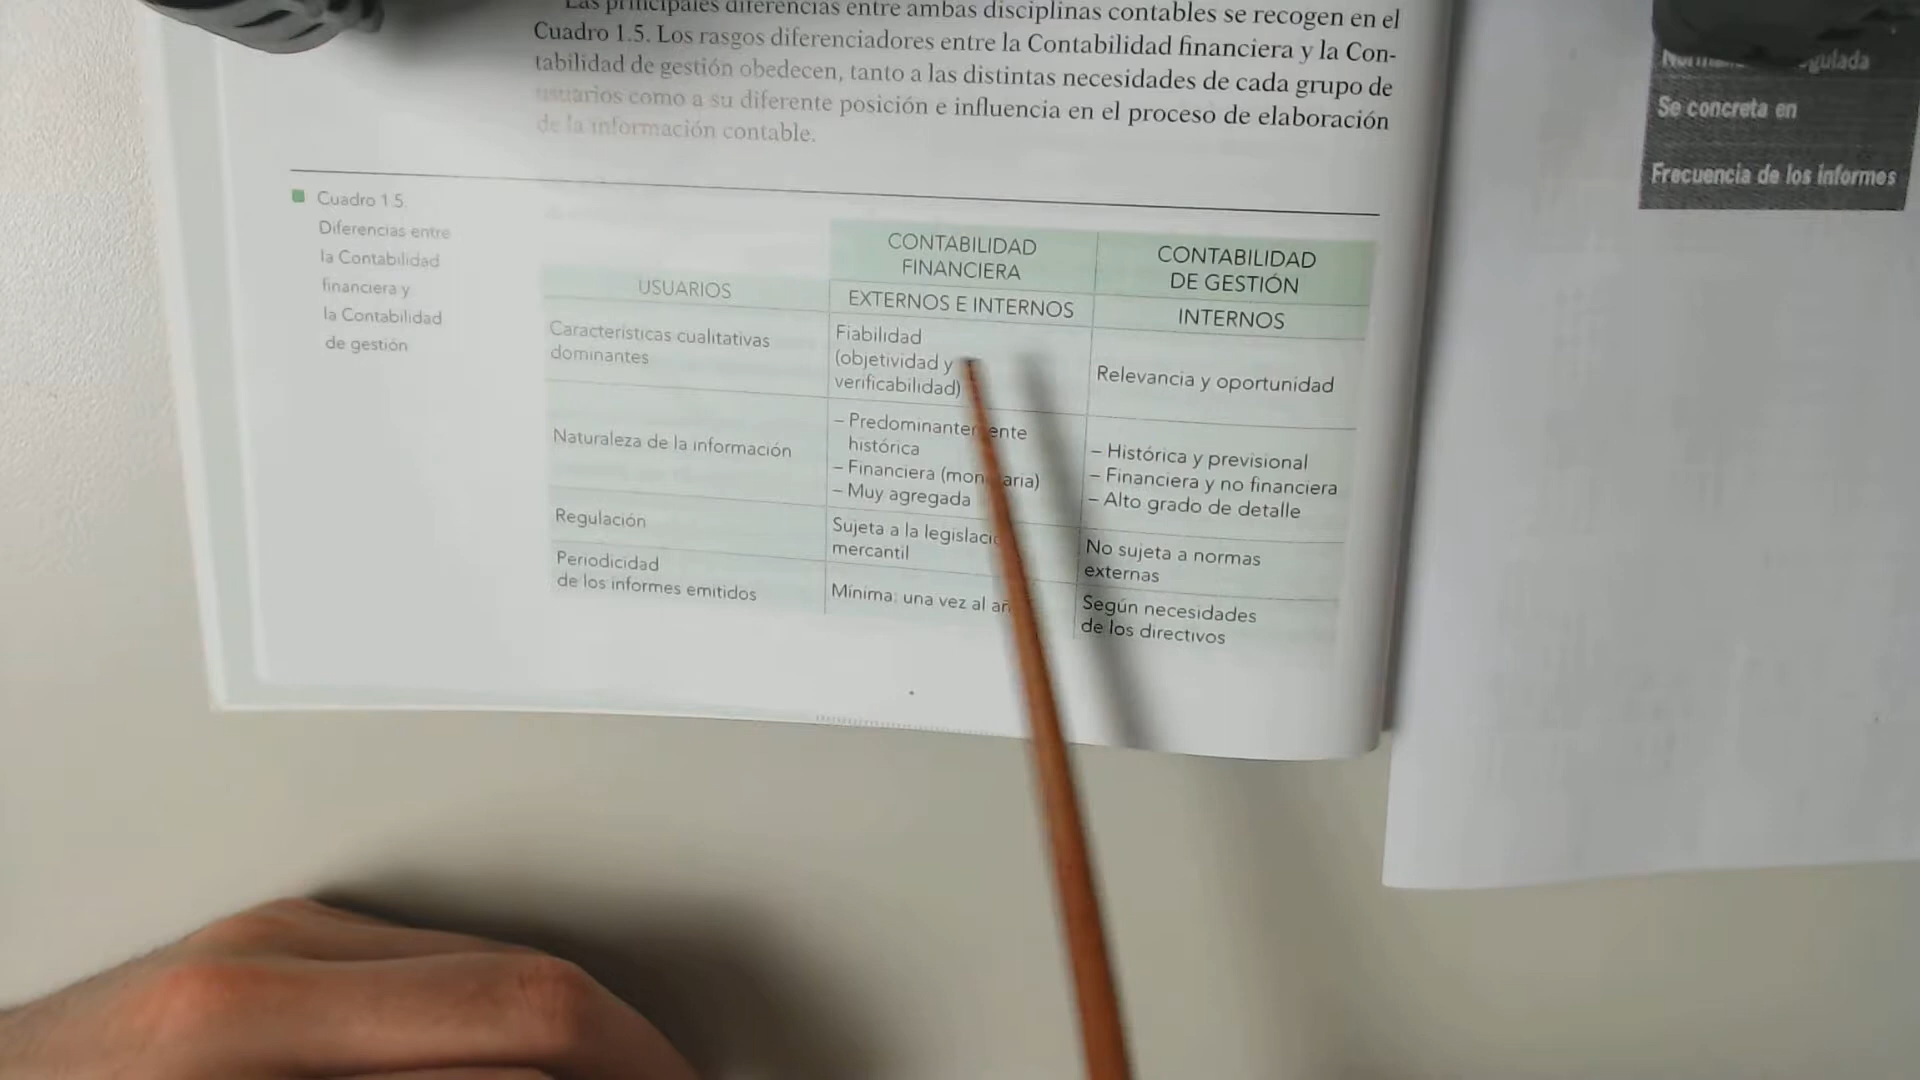 Las principales diferencias entre ambas disciplinas contables se recogen en el
Cuadro 1.5. Los rasgos diferenciadores entre la Contabilidad financiera y la Con-
tabilidad de gestión obedecen, tanto a las distintas necesidades de cada grupo de
usuarios como a su diferente posición e influencia en el proceso de elaboración
de la información contable.
Cuadro 1.5.
Diferencias entre
la Contabilidad
financiera y
la Contabilidad
de gestión
CONTABILIDAD
FINANCIERA
CONTABILIDAD
DE GESTIÓN
USUARIOS
EXTERNOS E INTERNOS
INTERNOS
Características cualitativas
dominantes
Fiabilidad
(objetividad y
verificabilidad)
Relevancia y oportunidad
Naturaleza de la información
– Predominantemente
histórica
– Financiera (monetaria)
– Muy agregada
– Histórica y previsional
– Financiera y no financiera
– Alto grado de detalle
Regulación
Sujeta a la
mercantil
No sujeta a normas
externas
Periodicidad
de los informes emitidos
Mínima: una vez al
Según necesidades
de los directivos
Se concreta en
Frecuencia de los informes